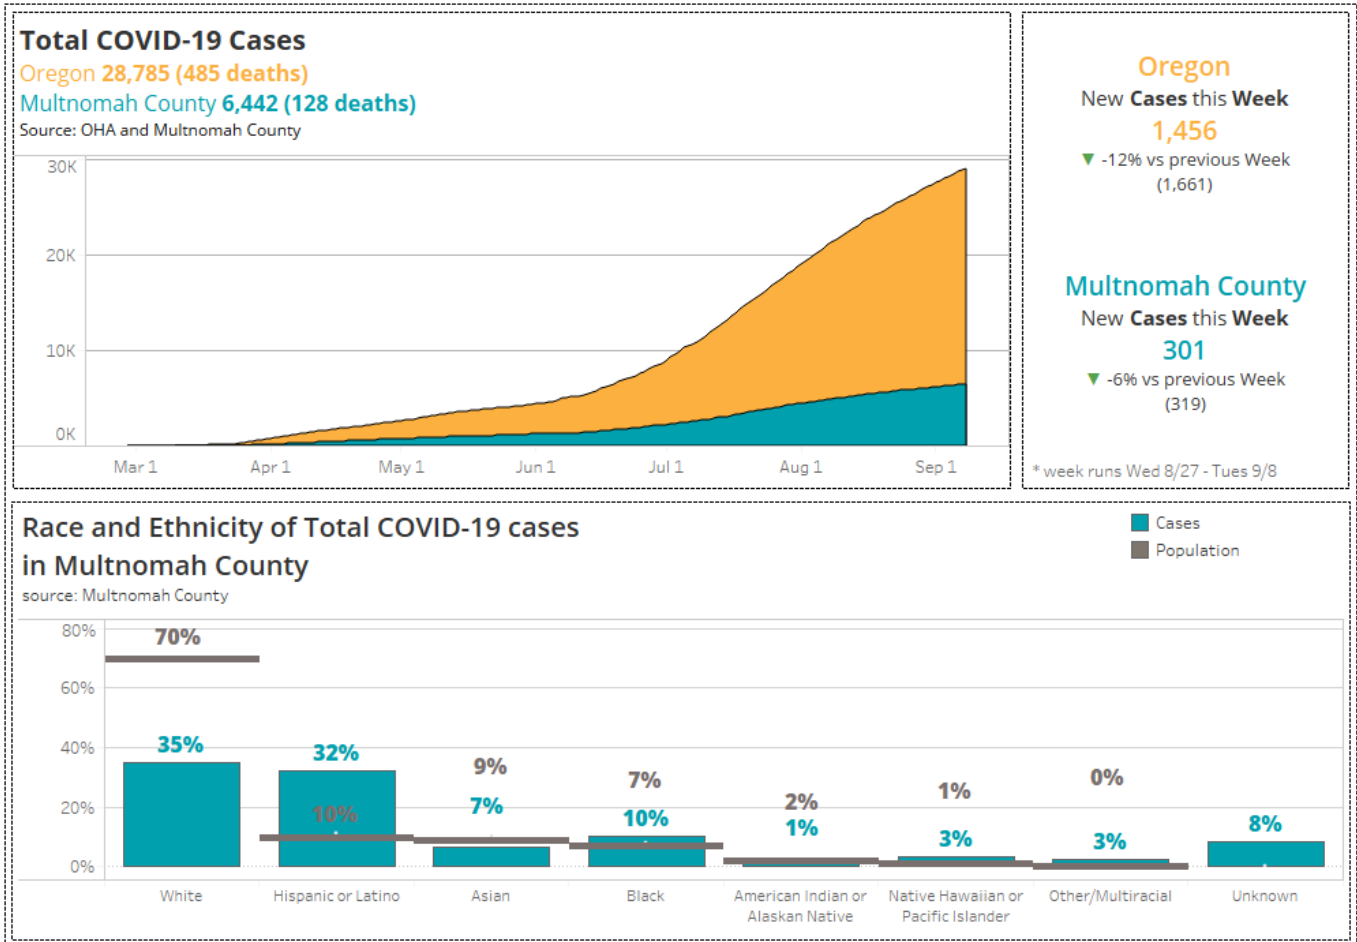 Total COVID-19 Cases
Oregon 28,785 (485 deaths)
Multnomah County 6,442 (128 deaths)
Source: OHA and Multnomah County
30K
20K
10K
0K
Mar 1
Apr 1
May 1
Jun 1
Jul 1
Aug 1
Sep 1
Oregon
New Cases this Week
1,456
▼ -12% vs previous Week
(1,661)
Multnomah County
New Cases this Week
301
▼ -6% vs previous Week
(319)
* week runs Wed 8/27 - Tues 9/8
Race and Ethnicity of Total COVID-19 cases
in Multnomah County
source: Multnomah County
Cases
Population
80%
60%
40%
20%
0%
70%
35%
32%
10%
9%
7%
7%
10%
2%
1%
1%
3%
0%
3%
8%
White
Hispanic or Latino
Asian
Black
American Indian or
Alaskan Native
Native Hawaiian or
Pacific Islander
Other/Multiracial
Unknown